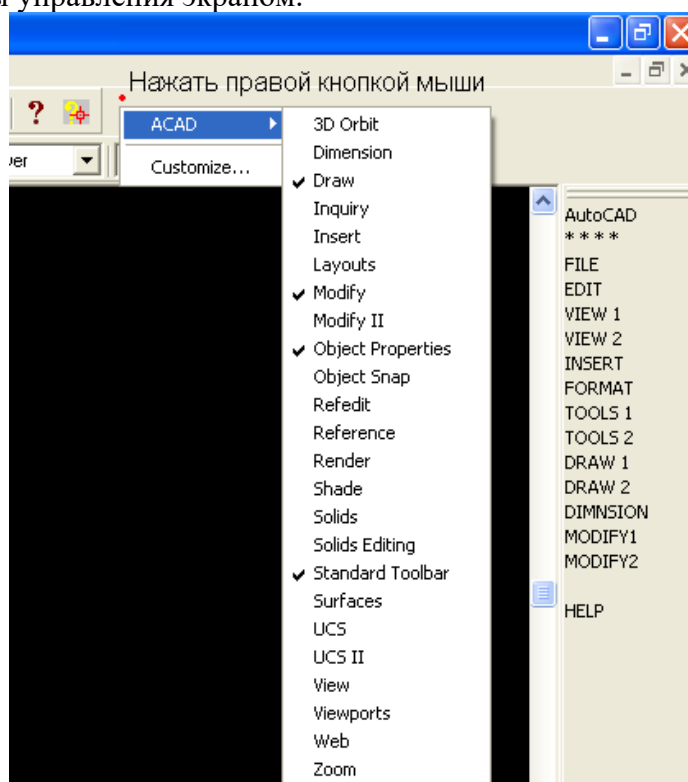 управления экраном.
Нажать правой кнопкой мыши
?
ACAD
Customize...
3D Orbit
Dimension
Draw
Inquiry
Insert
Layouts
Modify
Modify II
Object Properties
Object Snap
Refedit
Reference
Render
Shade
Solids
Solids Editing
Standard Toolbar
Surfaces
UCS
UCS II
View
Viewports
Web
Zoom
AutoCAD
* * * *
FILE
EDIT
VIEW 1
VIEW 2
INSERT
FORMAT
TOOLS 1
TOOLS 2
DRAW 1
DRAW 2
DIMNSION
MODIFY1
MODIFY2
HELP